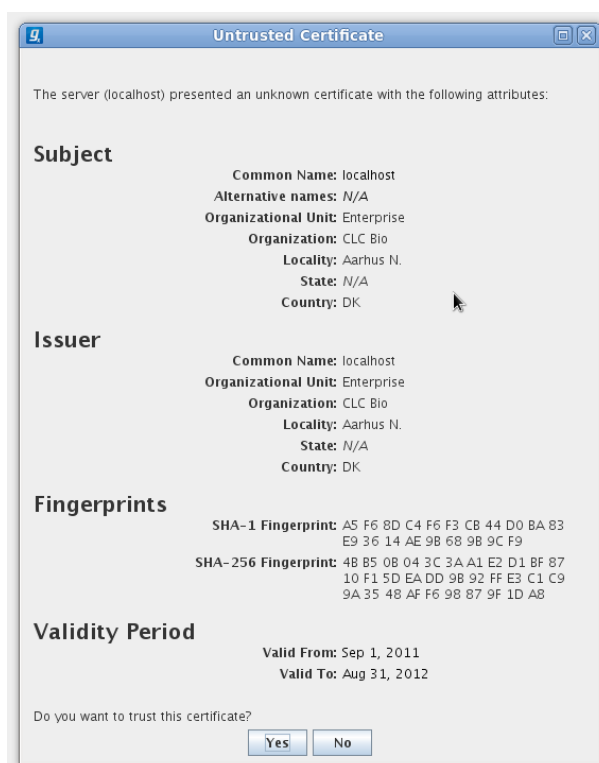 Untrusted Certificate
The server (localhost) presented an unknown certificate with the following attributes:
Subject
Common Name: localhost
Alternative names: N/A
Organizational Unit: Enterprise
Organization: CLC Bio
Locality: Aarhus N.
State: N/A
Country: DK
Issuer
Common Name: localhost
Organizational Unit: Enterprise
Organization: CLC Bio
Locality: Aarhus N.
State: N/A
Country: DK
Fingerprints
SHA-1 Fingerprint: A5 F6 8D C4 F6 F3 CB 44 D0 BA 83
E9 36 14 AE 9B 68 9B 9C F9
SHA-256 Fingerprint: 4B B5 0B 04 3C 3A A1 E2 D1 BF 87
10 F1 5D EA DD 9B 92 FF E3 C1 C9
9A 35 48 AF F6 98 87 9F 1D A8
Validity Period
Valid From: Sep 1, 2011
Valid To: Aug 31, 2012
Do you want to trust this certificate?
Yes No